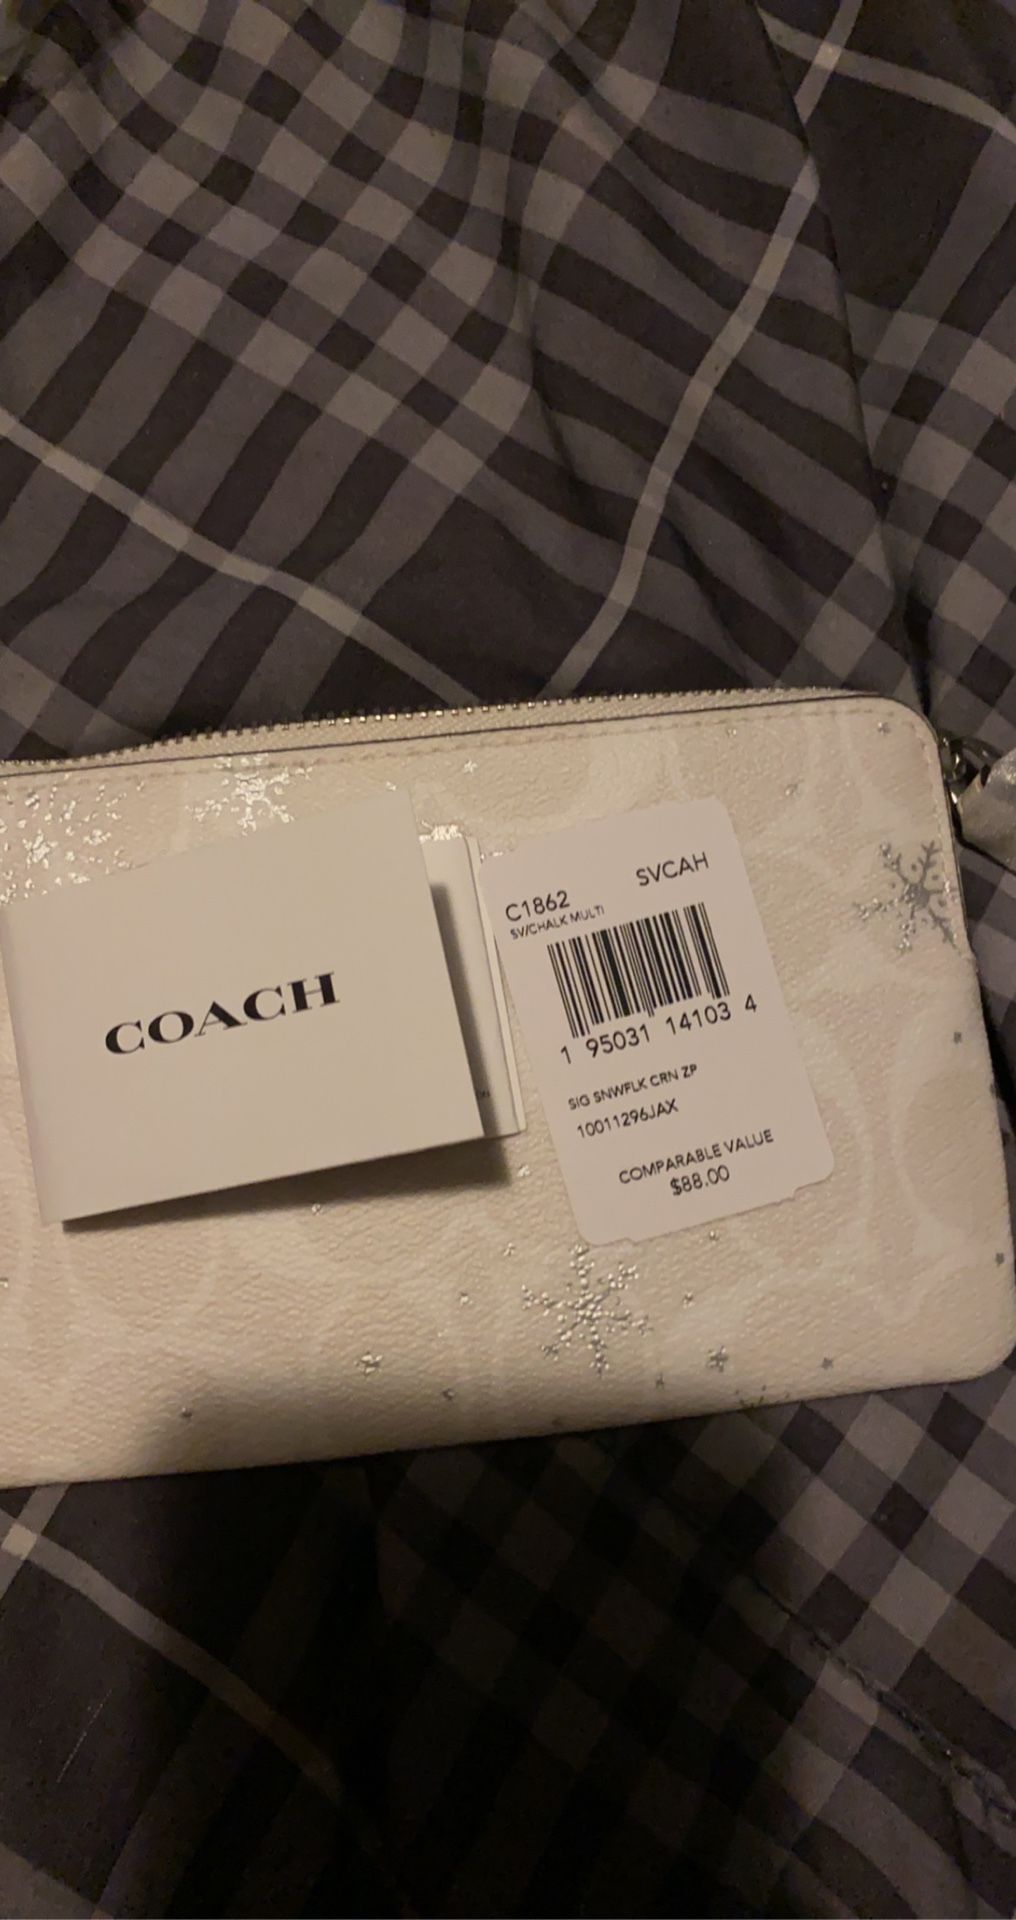 COACH
C1862 SVCAH
SV/CHALK MULTI
1 95031 14103 4
SIG SNWFLK CRN ZP
10011296JAX
COMPARABLE VALUE
$88.00